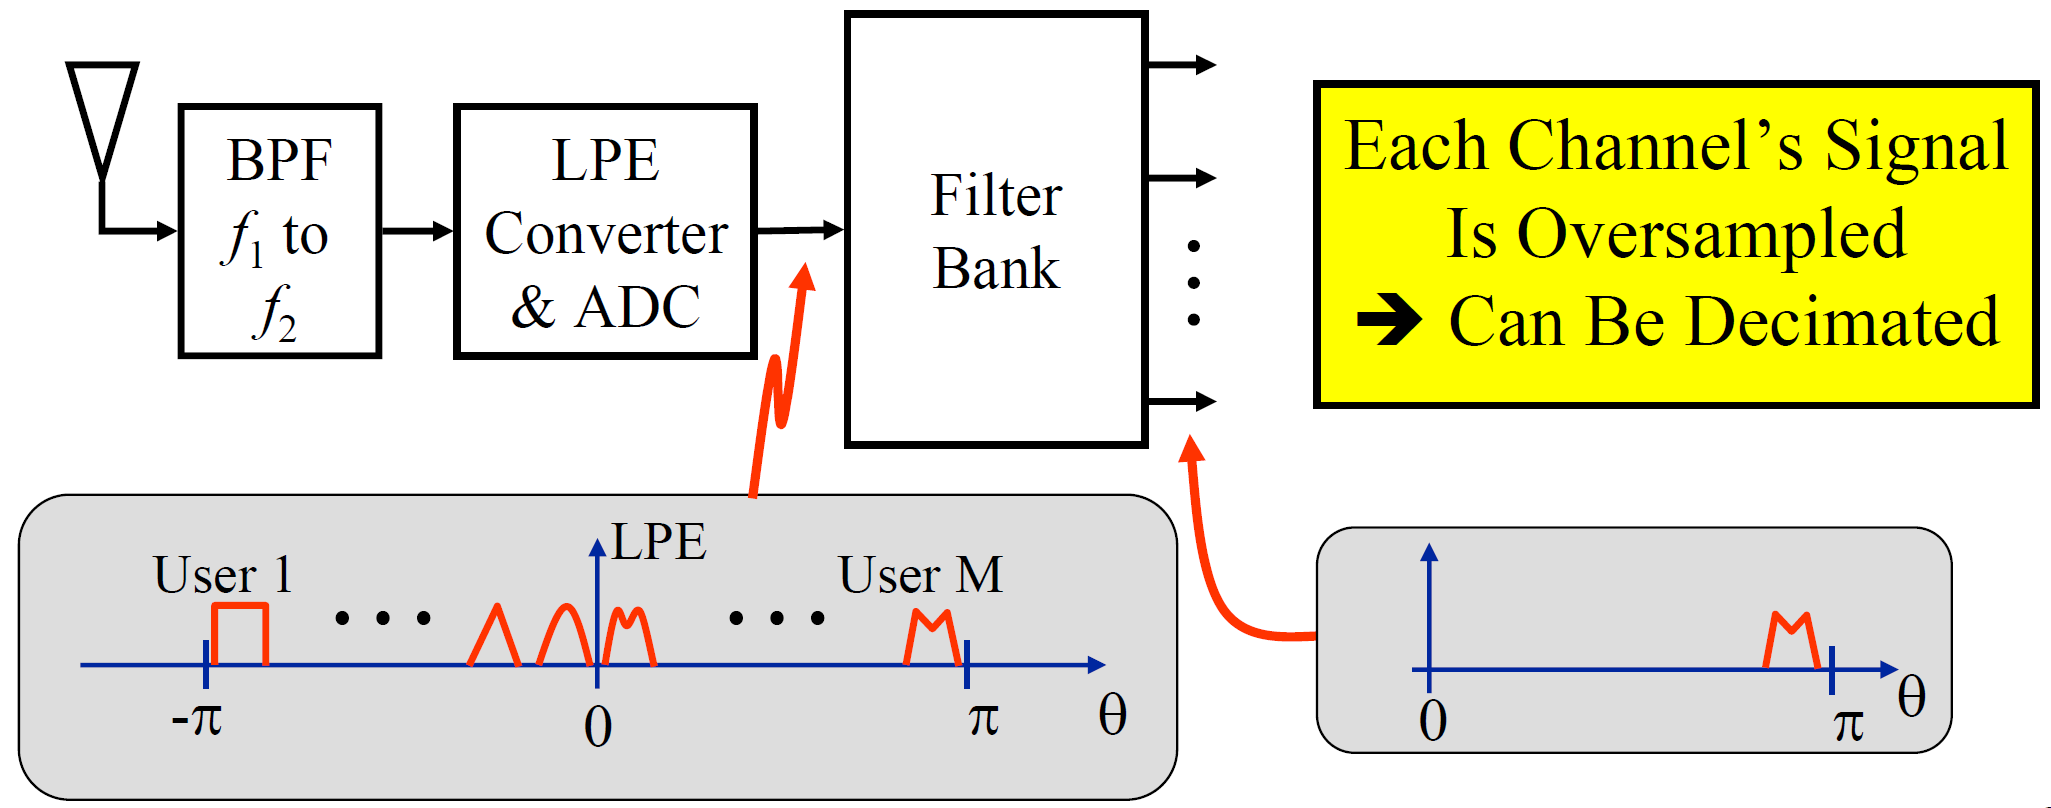 BPF
f1 to
f2
LPE
Converter
& ADC
Filter
Bank
Each Channel’s Signal
Is Oversampled
➔ Can Be Decimated
LPE
User 1
User M
-π
0
π
θ
0
π
θ